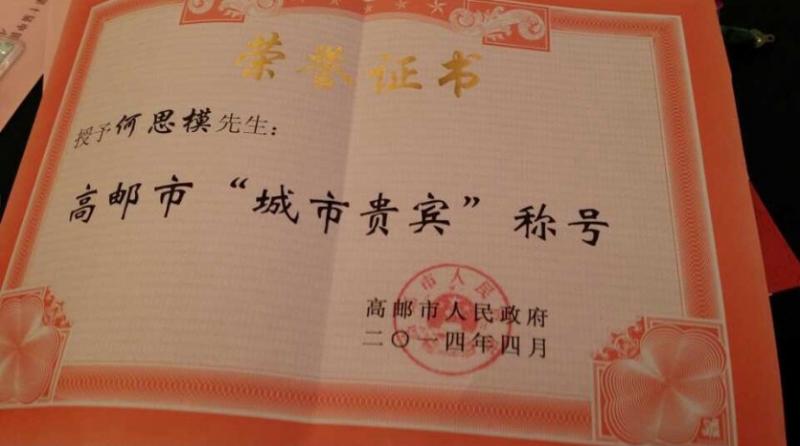 荣誉证书
授予何思模先生：
高邮市“城市贵宾”称号
高邮市人民政府
二〇一四年四月